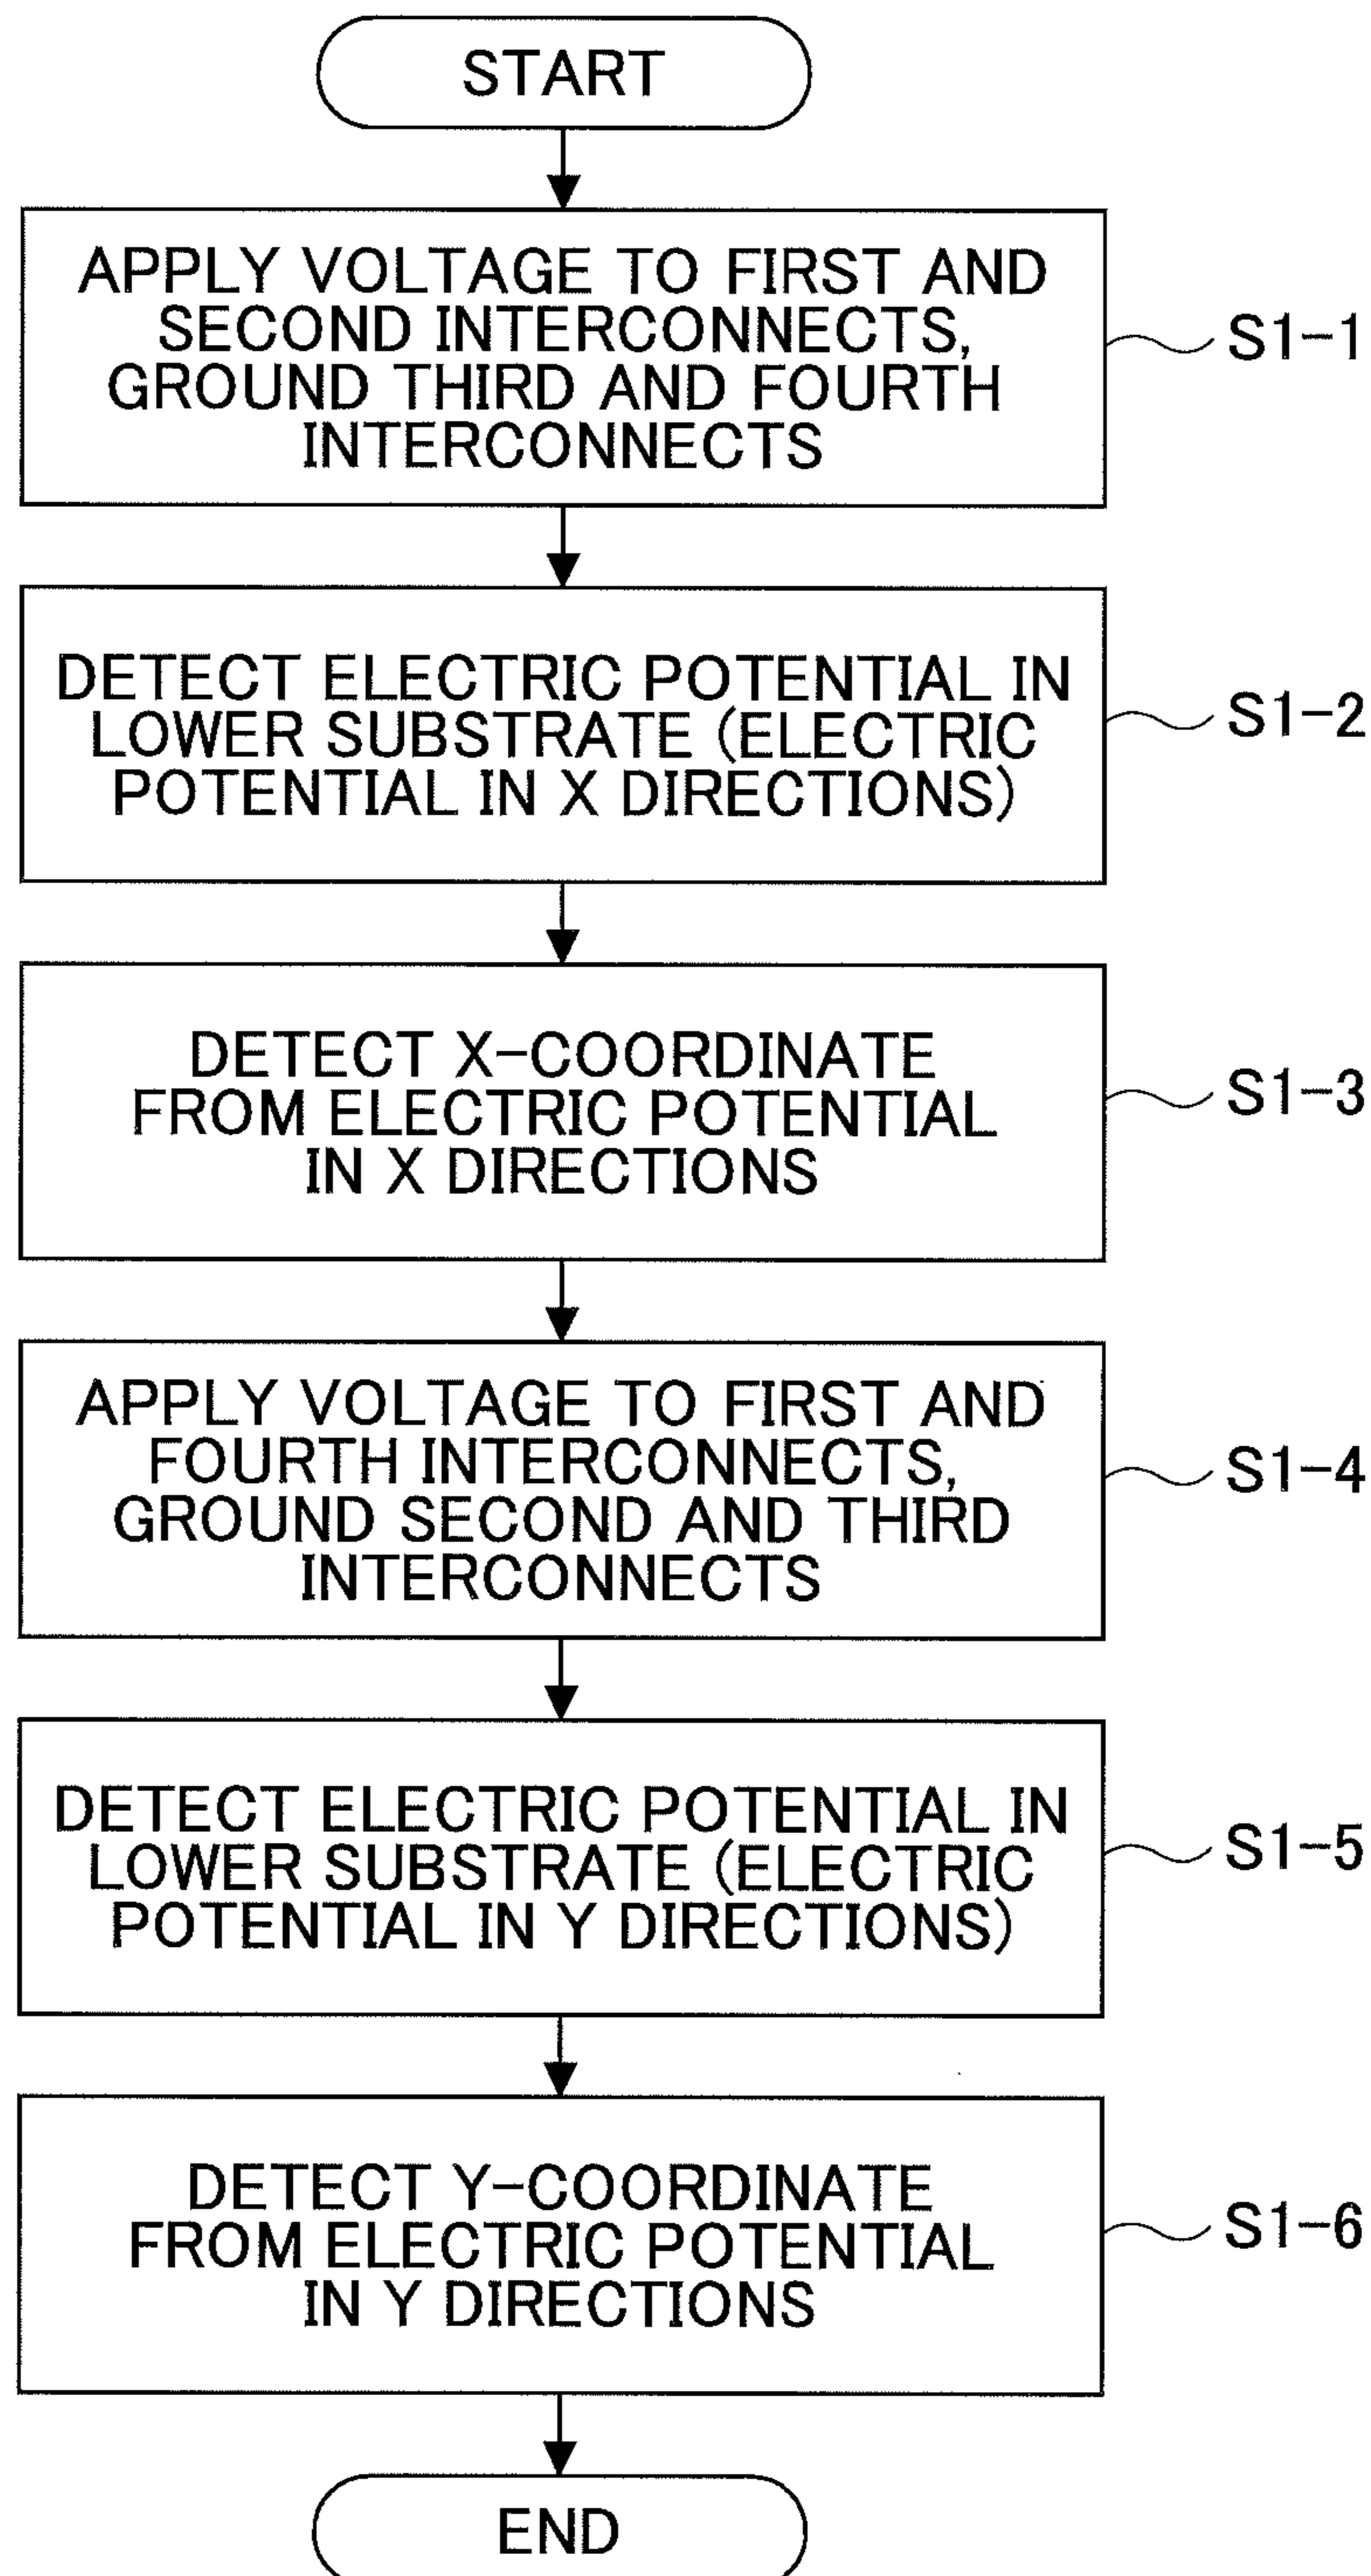 START
APPLY VOLTAGE TO FIRST AND
SECOND INTERCONNECTS,
GROUND THIRD AND FOURTH
INTERCONNECTS
S1-1
DETECT ELECTRIC POTENTIAL IN
LOWER SUBSTRATE (ELECTRIC
POTENTIAL IN X DIRECTIONS)
S1-2
DETECT X-COORDINATE
FROM ELECTRIC POTENTIAL
IN X DIRECTIONS
S1-3
APPLY VOLTAGE TO FIRST AND
FOURTH INTERCONNECTS,
GROUND SECOND AND THIRD
INTERCONNECTS
S1-4
DETECT ELECTRIC POTENTIAL IN
LOWER SUBSTRATE (ELECTRIC
POTENTIAL IN Y DIRECTIONS)
S1-5
DETECT Y-COORDINATE
FROM ELECTRIC POTENTIAL
IN Y DIRECTIONS
S1-6
END